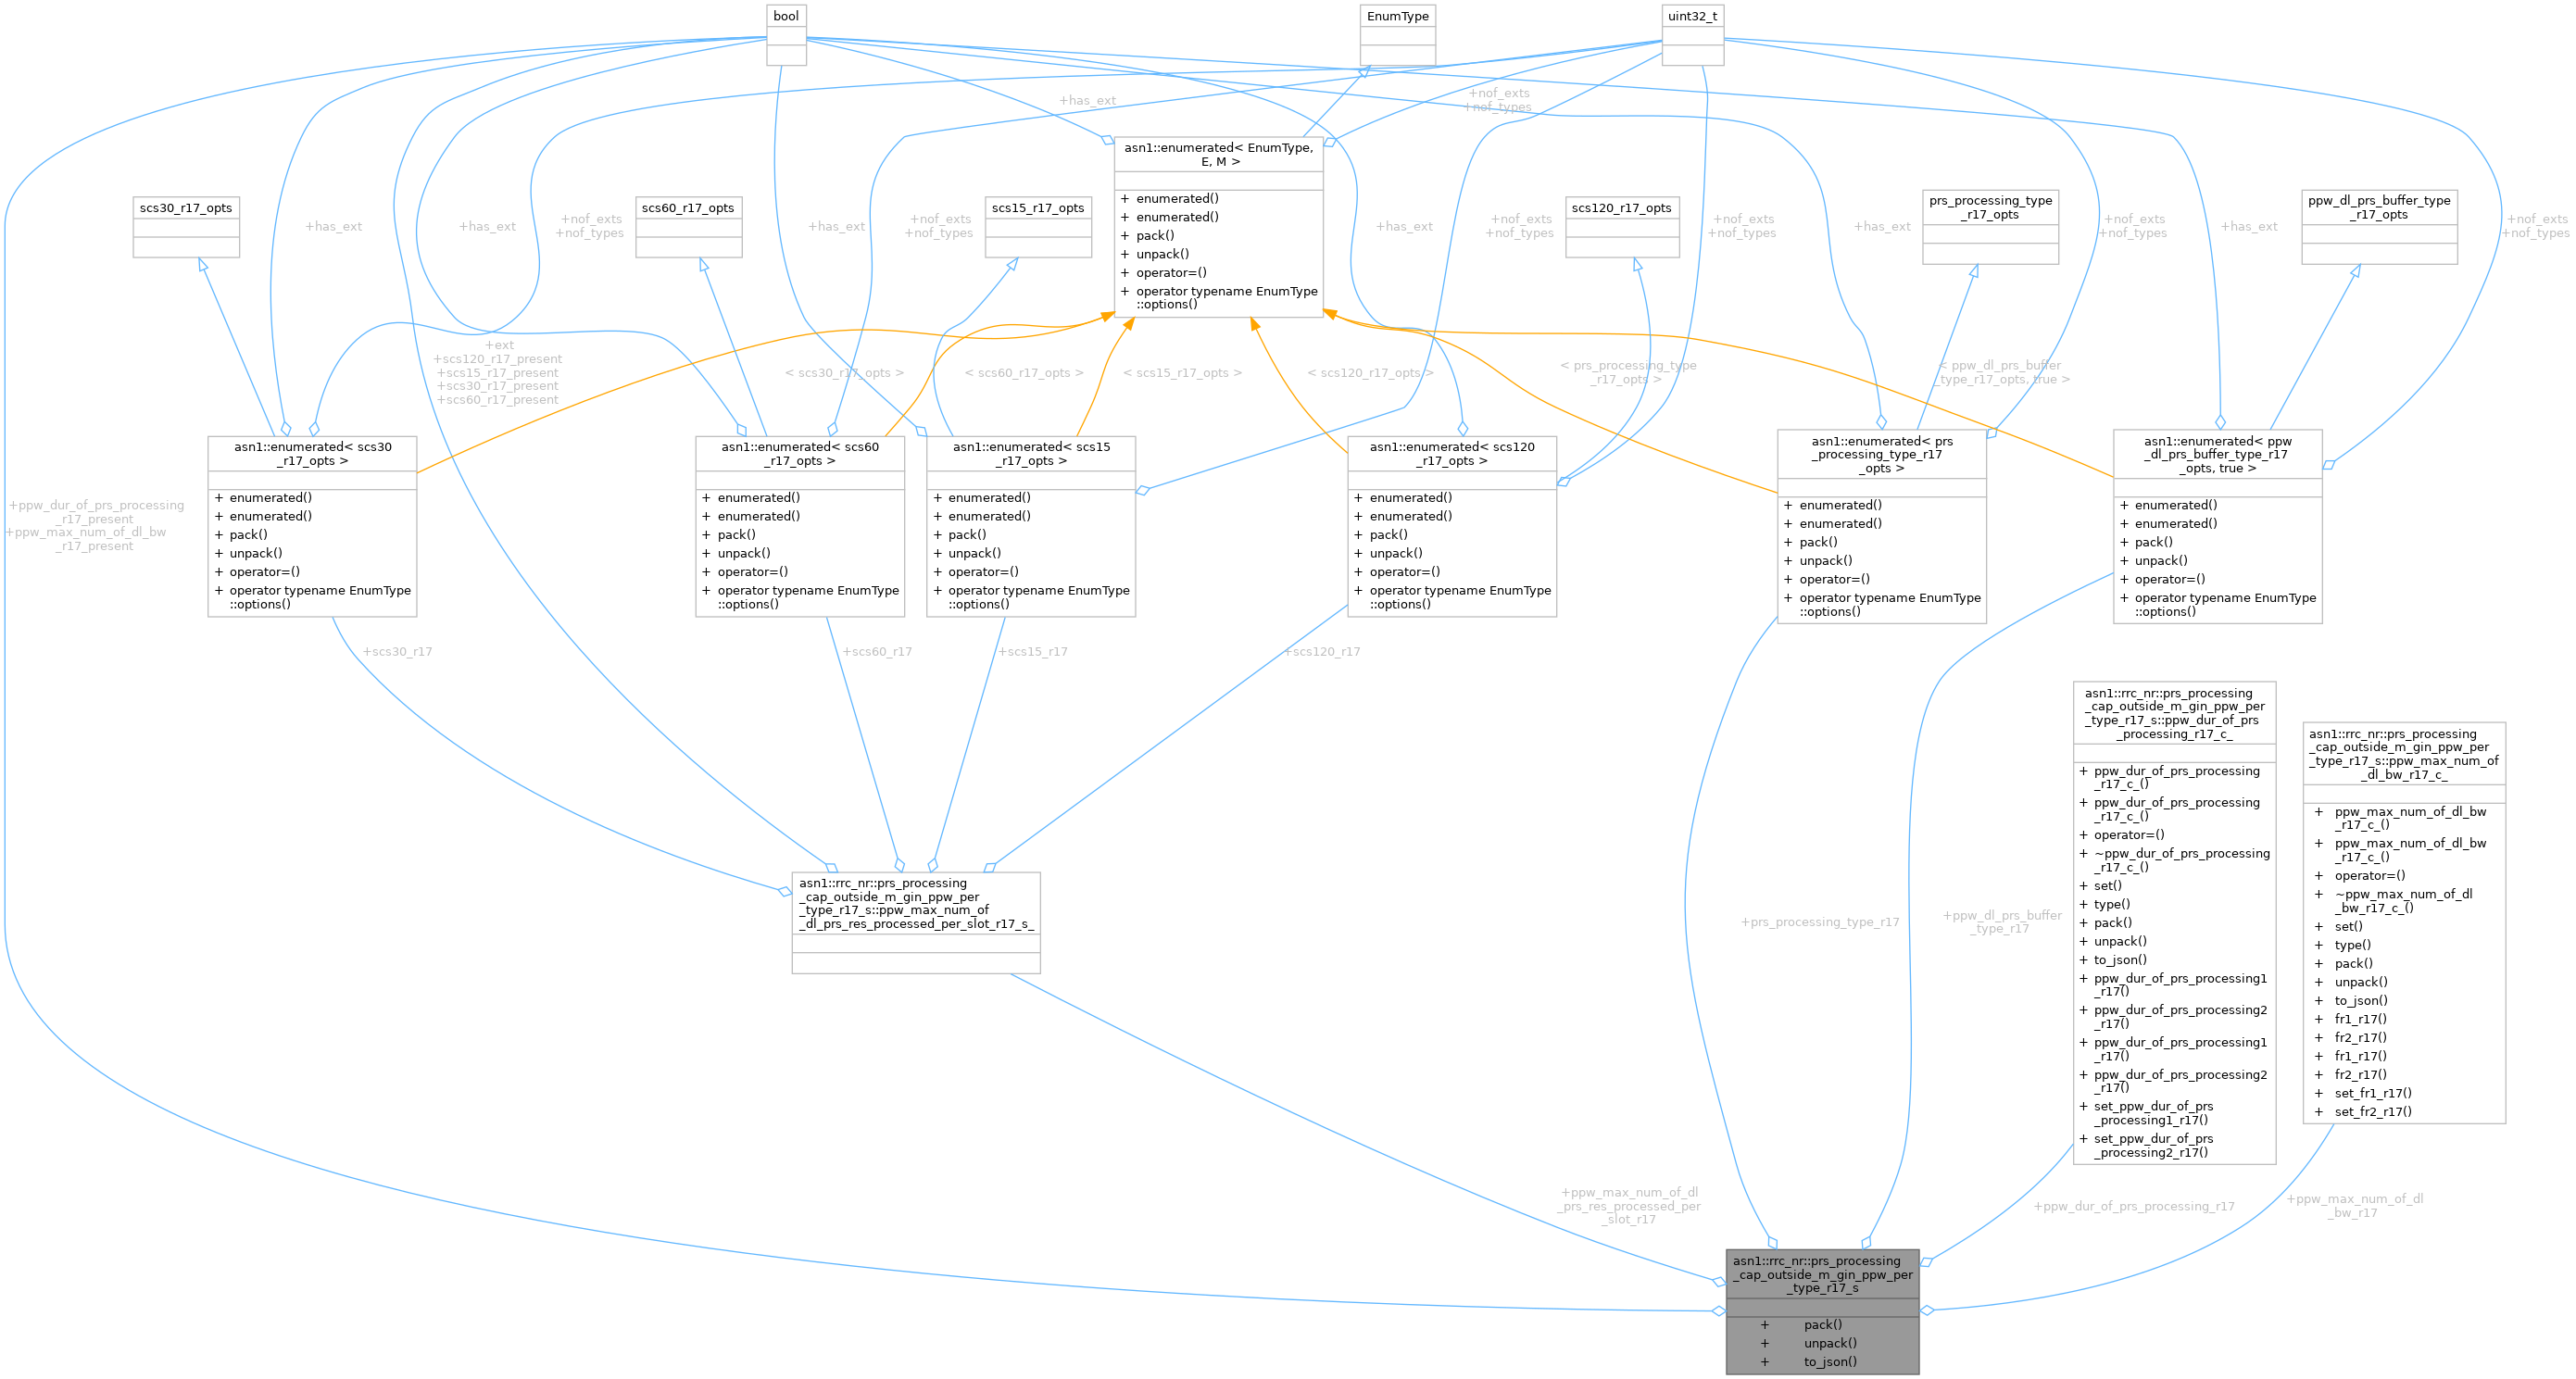 bool
EnumType
uint32_t
+has_ext
+nof_exts
+nof_types
asn1::enumerated< EnumType,
E, M >
+ enumerated()
+ enumerated()
+ pack()
+ unpack()
+ operator=()
+ operator typename EnumType
::options()
scs30_r17_opts
scs60_r17_opts
scs15_r17_opts
scs120_r17_opts
prs_processing_type
_r17_opts
ppw_dl_prs_buffer_type
_r17_opts
+has_ext
+has_ext
+nof_exts
+nof_types
+has_ext
+nof_exts
+nof_types
+has_ext
+nof_exts
+nof_types
+nof_exts
+nof_types
+has_ext
+nof_exts
+nof_types
+has_ext
+nof_exts
+nof_types
+ext
+scs120_r17_present
+scs15_r17_present
+scs30_r17_present
+scs60_r17_present
< scs30_r17_opts >
< scs60_r17_opts >
< scs15_r17_opts >
< scs120_r17_opts >
< prs_processing_type
_r17_opts >
< ppw_dl_prs_buffer
_type_r17_opts, true >
+ppw_dur_of_prs_processing
_r17_present
+ppw_max_num_of_dl_bw
_r17_present
asn1::enumerated< scs30
_r17_opts >
+ enumerated()
+ enumerated()
+ pack()
+ unpack()
+ operator=()
+ operator typename EnumType
::options()
asn1::enumerated< scs60
_r17_opts >
+ enumerated()
+ enumerated()
+ pack()
+ unpack()
+ operator=()
+ operator typename EnumType
::options()
asn1::enumerated< scs15
_r17_opts >
+ enumerated()
+ enumerated()
+ pack()
+ unpack()
+ operator=()
+ operator typename EnumType
::options()
asn1::enumerated< scs120
_r17_opts >
+ enumerated()
+ enumerated()
+ pack()
+ unpack()
+ operator=()
+ operator typename EnumType
::options()
asn1::enumerated< prs
_processing_type_r17
_opts >
+ enumerated()
+ enumerated()
+ pack()
+ unpack()
+ operator=()
+ operator typename EnumType
::options()
asn1::enumerated< ppw
_dl_prs_buffer_type_r17
_opts, true >
+ enumerated()
+ enumerated()
+ pack()
+ unpack()
+ operator=()
+ operator typename EnumType
::options()
+scs30_r17
+scs60_r17
+scs15_r17
+scs120_r17
asn1::rrc_nr::prs_processing
_cap_outside_m_gin_ppw_per
_type_r17_s::ppw_max_num_of
_dl_prs_res_processed_per_slot_r17_s_
+prs_processing_type_r17
+ppw_dl_prs_buffer
_type_r17
asn1::rrc_nr::prs_processing
_cap_outside_m_gin_ppw_per
_type_r17_s::ppw_dur_of_prs
_processing_r17_c_
+ ppw_dur_of_prs_processing
_r17_c_()
+ ppw_dur_of_prs_processing
_r17_c_()
+ operator=()
+ ~ppw_dur_of_prs_processing
_r17_c_()
+ set()
+ type()
+ pack()
+ unpack()
+ to_json()
+ ppw_dur_of_prs_processing1
_r17()
+ ppw_dur_of_prs_processing2
_r17()
+ ppw_dur_of_prs_processing1
_r17()
+ ppw_dur_of_prs_processing2
_r17()
+ set_ppw_dur_of_prs
_processing1_r17()
+ set_ppw_dur_of_prs
_processing2_r17()
asn1::rrc_nr::prs_processing
_cap_outside_m_gin_ppw_per
_type_r17_s::ppw_max_num_of
_dl_bw_r17_c_
+ ppw_max_num_of_dl_bw
_r17_c_()
+ ppw_max_num_of_dl_bw
_r17_c_()
+ operator=()
+ ~ppw_max_num_of_dl
_bw_r17_c_()
+ set()
+ type()
+ pack()
+ unpack()
+ to_json()
+ fr1_r17()
+ fr2_r17()
+ fr1_r17()
+ fr2_r17()
+ set_fr1_r17()
+ set_fr2_r17()
+ppw_max_num_of_dl
_prs_res_processed_per
_slot_r17
+ppw_dur_of_prs_processing_r17
+ppw_max_num_of_dl
_bw_r17
asn1::rrc_nr::prs_processing
_cap_outside_m_gin_ppw_per
_type_r17_s
+ pack()
+ unpack()
+ to_json()